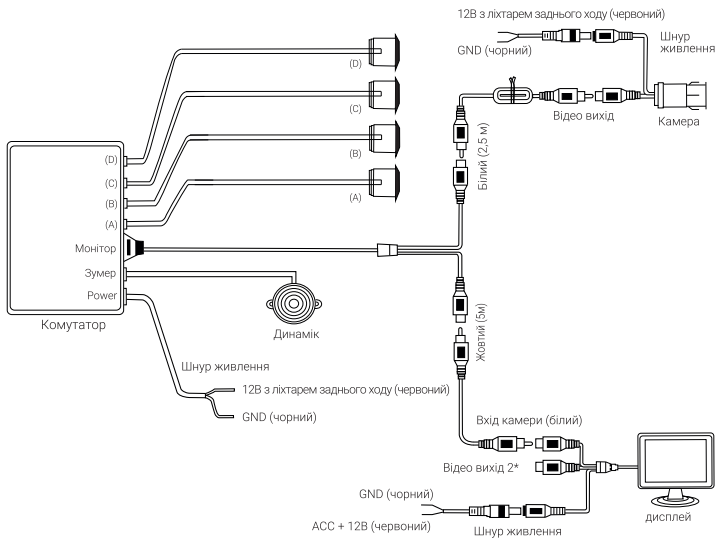 12В з ліхтарем заднього ходу (червоний)
GND (чорний)
Шнур
живлення
Відео вихід
Камера
(D)
(C)
(B)
(A)
Білий (2,5 м)
(D)
(C)
(B)
(A)
Монітор
Зумер
Power
Комутатор
Динамік
Жовтий (5м)
Шнур живлення
12В з ліхтарем заднього ходу (червоний)
GND (чорний)
Вхід камери (білий)
Відео вихід 2*
GND (чорний)
ACC + 12В (червоний)
Шнур живлення
дисплей